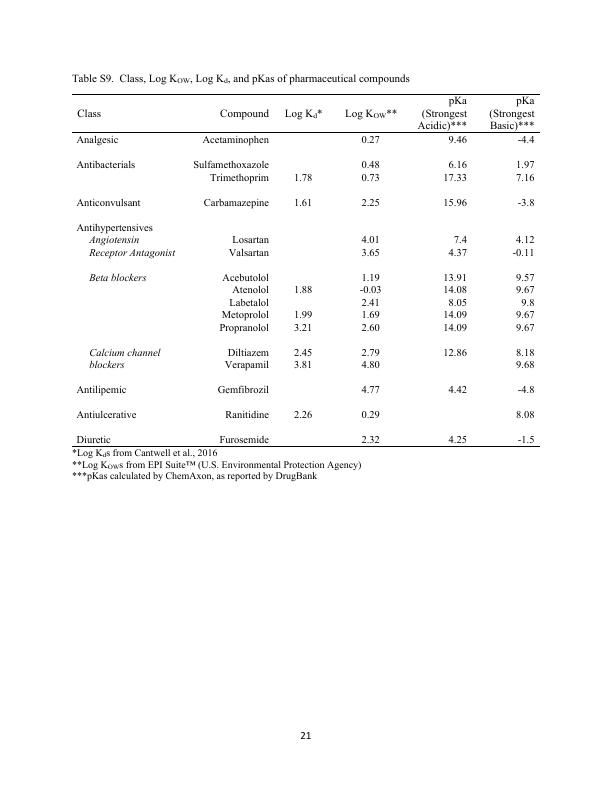 Table S9. Class, Log KOW, Log Kd, and pKas of pharmaceutical compounds
Class Compound Log Kd* Log KOW** pKa (Strongest Acidic)*** pKa (Strongest Basic)***
Analgesic Acetaminophen 0.27 9.46 -4.4
Antibacterials Sulfamethoxazole 0.48 6.16 1.97
Trimethoprim 1.78 0.73 17.33 7.16
Anticonvulsant Carbamazepine 1.61 2.25 15.96 -3.8
Antihypertensives
Angiotensin Losartan 4.01 7.4 4.12
Receptor Antagonist Valsartan 3.65 4.37 -0.11
Beta blockers Acebutolol 1.19 13.91 9.57
Atenolol 1.88 -0.03 14.08 9.67
Labetalol 2.41 8.05 9.8
Metoprolol 1.99 1.69 14.09 9.67
Propranolol 3.21 2.60 14.09 9.67
Calcium channel Diltiazem 2.45 2.79 12.86 8.18
blockers Verapamil 3.81 4.80 9.68
Antilipemic Gemfibrozil 4.77 4.42 -4.8
Antiulcerative Ranitidine 2.26 0.29 8.08
Diuretic Furosemide 2.32 4.25 -1.5
*Log Kds from Cantwell et al., 2016
**Log KOWs from EPI Suite™ (U.S. Environmental Protection Agency)
***pKas calculated by ChemAxon, as reported by DrugBank
21